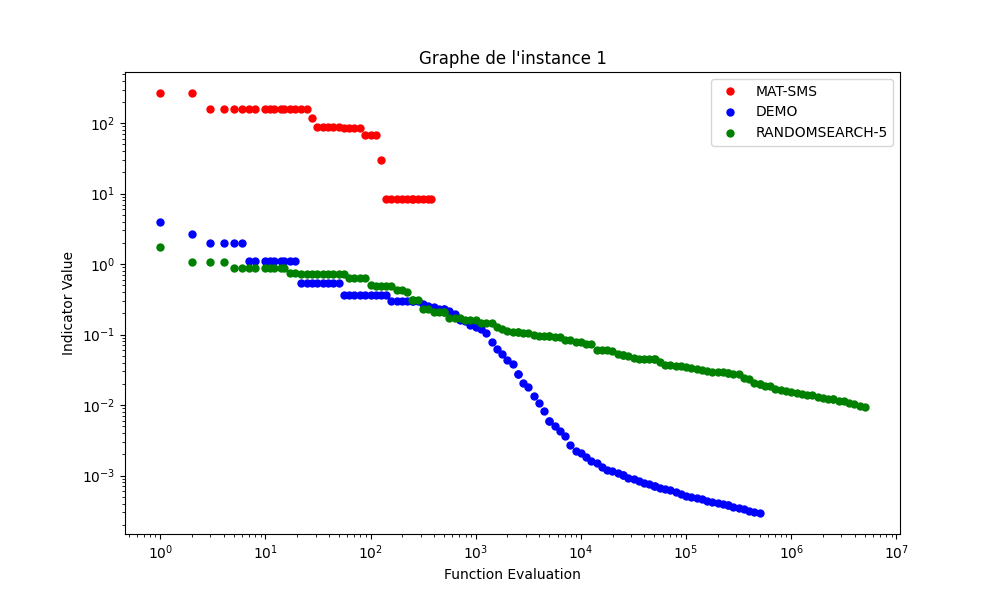 Graphe de l'instance 1
MAT-SMS
DEMO
RANDOMSEARCH-5
Indicator Value
10²
10¹
10⁰
10⁻¹
10⁻²
10⁻³
10⁰ 10¹ 10² 10³ 10⁴ 10⁵ 10⁶ 10⁷
Function Evaluation